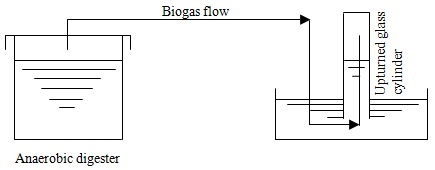 Biogas flow
Upturned glass
cylinder
Anaerobic digester